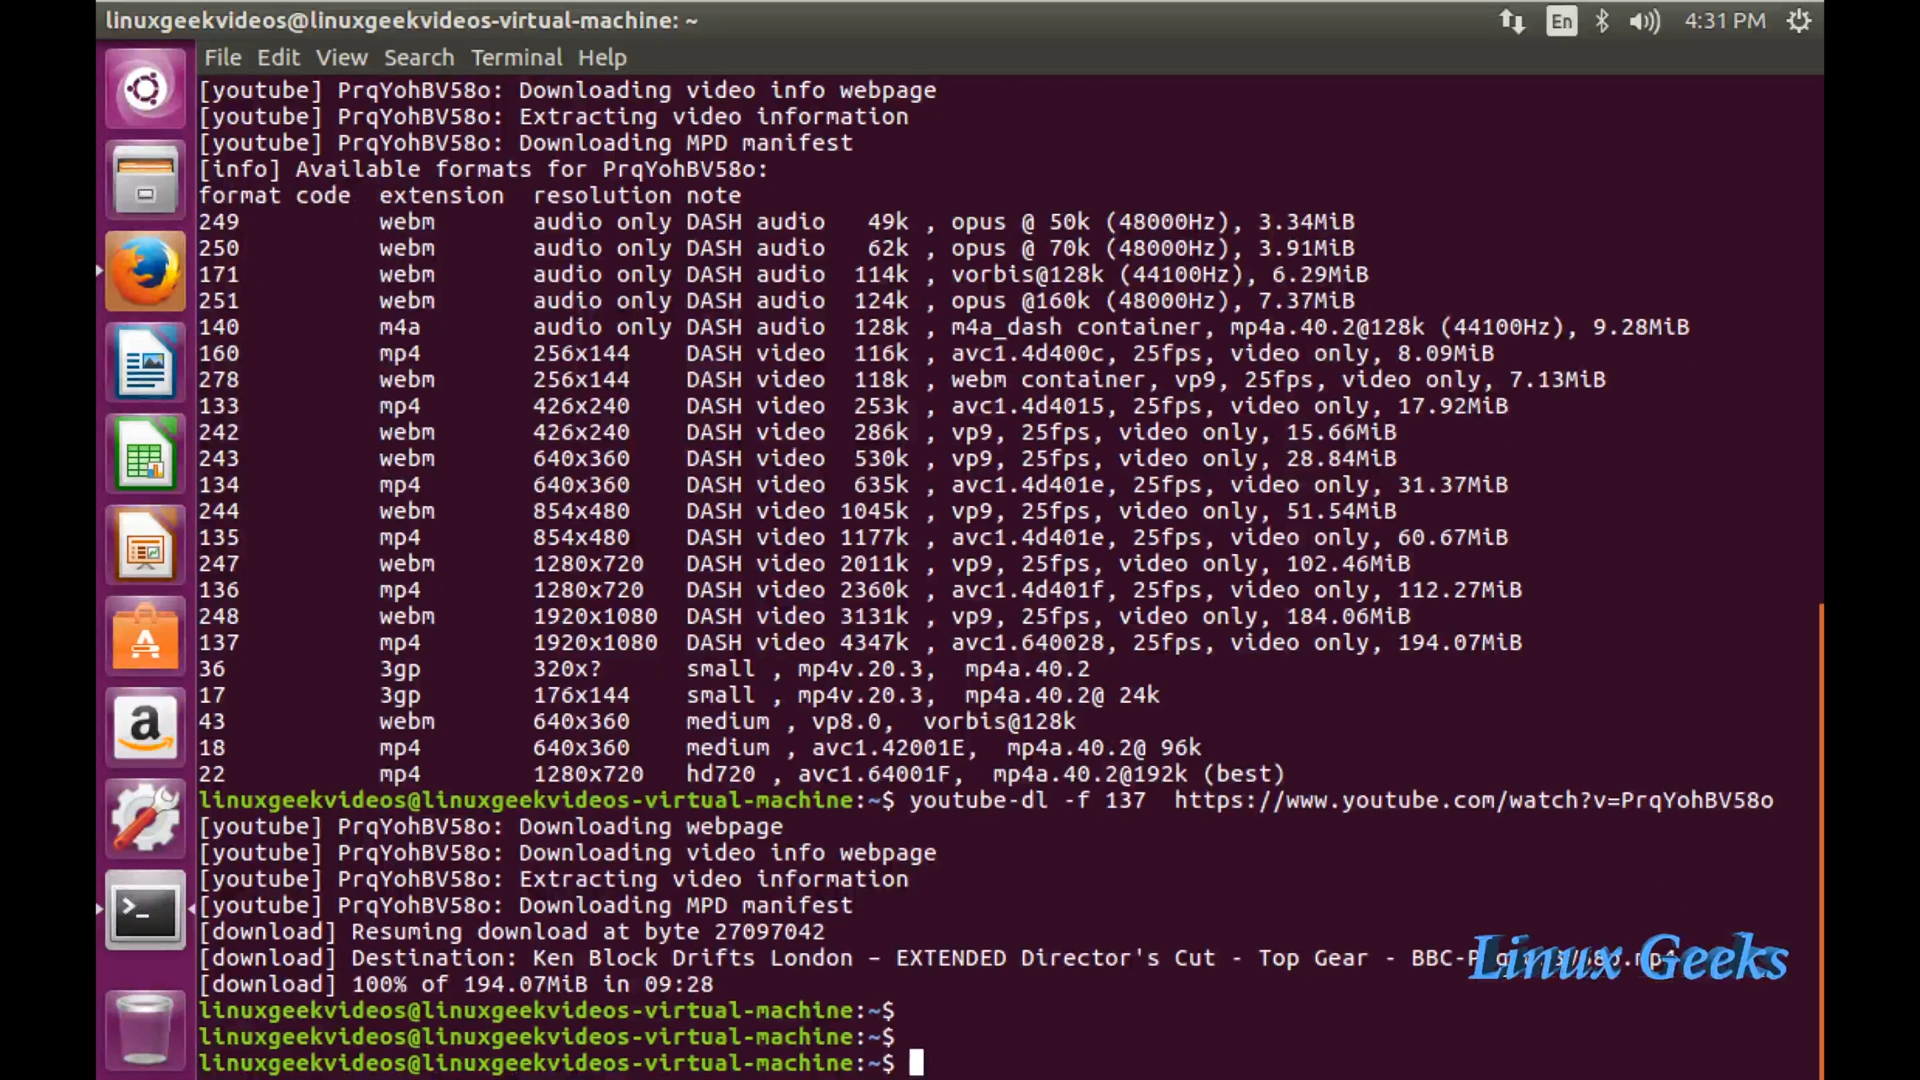 linuxgeekvideos@linuxgeekvideos-virtual-machine: ~
En
4:31 PM
File Edit View Search Terminal Help
[youtube] PrqYohBV58o: Downloading video info webpage
[youtube] PrqYohBV58o: Extracting video information
[youtube] PrqYohBV58o: Downloading MPD manifest
[info] Available formats for PrqYohBV58o:
format code  extension  resolution note
249          webm       audio only DASH audio   49k , opus @ 50k (48000Hz), 3.34MiB
250          webm       audio only DASH audio   62k , opus @ 70k (48000Hz), 3.91MiB
171          webm       audio only DASH audio  114k , vorbis@128k (44100Hz), 6.29MiB
251          webm       audio only DASH audio  124k , opus @160k (48000Hz), 7.37MiB
140          m4a        audio only DASH audio  128k , m4a_dash container, mp4a.40.2@128k (44100Hz), 9.28MiB
160          mp4        256x144    DASH video  116k , avc1.4d400c, 25fps, video only, 8.09MiB
278          webm       256x144    DASH video  118k , webm container, vp9, 25fps, video only, 7.13MiB
133          mp4        426x240    DASH video  253k , avc1.4d4015, 25fps, video only, 17.92MiB
242          webm       426x240    DASH video  286k , vp9, 25fps, video only, 15.66MiB
243          webm       640x360    DASH video  530k , vp9, 25fps, video only, 28.84MiB
134          mp4        640x360    DASH video  635k , avc1.4d401e, 25fps, video only, 31.37MiB
244          webm       854x480    DASH video 1045k , vp9, 25fps, video only, 51.54MiB
135          mp4        854x480    DASH video 1177k , avc1.4d401e, 25fps, video only, 60.67MiB
247          webm       1280x720   DASH video 2011k , vp9, 25fps, video only, 102.46MiB
136          mp4        1280x720   DASH video 2360k , avc1.4d401f, 25fps, video only, 112.27MiB
248          webm       1920x1080  DASH video 3131k , vp9, 25fps, video only, 184.06MiB
137          mp4        1920x1080  DASH video 4347k , avc1.640028, 25fps, video only, 194.07MiB
36           3gp        320x?      small , mp4v.20.3,  mp4a.40.2
17           3gp        176x144    small , mp4v.20.3,  mp4a.40.2@ 24k
43           webm       640x360    medium , vp8.0,  vorbis@128k
18           mp4        640x360    medium , avc1.42001E,  mp4a.40.2@ 96k
22           mp4        1280x720   hd720 , avc1.64001F,  mp4a.40.2@192k (best)
linuxgeekvideos@linuxgeekvideos-virtual-machine:~$ youtube-dl -f 137  https://www.youtube.com/watch?v=PrqYohBV58o
[youtube] PrqYohBV58o: Downloading webpage
[youtube] PrqYohBV58o: Downloading video info webpage
[youtube] PrqYohBV58o: Extracting video information
[youtube] PrqYohBV58o: Downloading MPD manifest
[download] Resuming download at byte 27097042
[download] Destination: Ken Block Drifts London – EXTENDED Director's Cut - Top Gear - BBC-
Linux Geeks
[download] 100% of 194.07MiB in 09:28
linuxgeekvideos@linuxgeekvideos-virtual-machine:~$
linuxgeekvideos@linuxgeekvideos-virtual-machine:~$
linuxgeekvideos@linuxgeekvideos-virtual-machine:~$